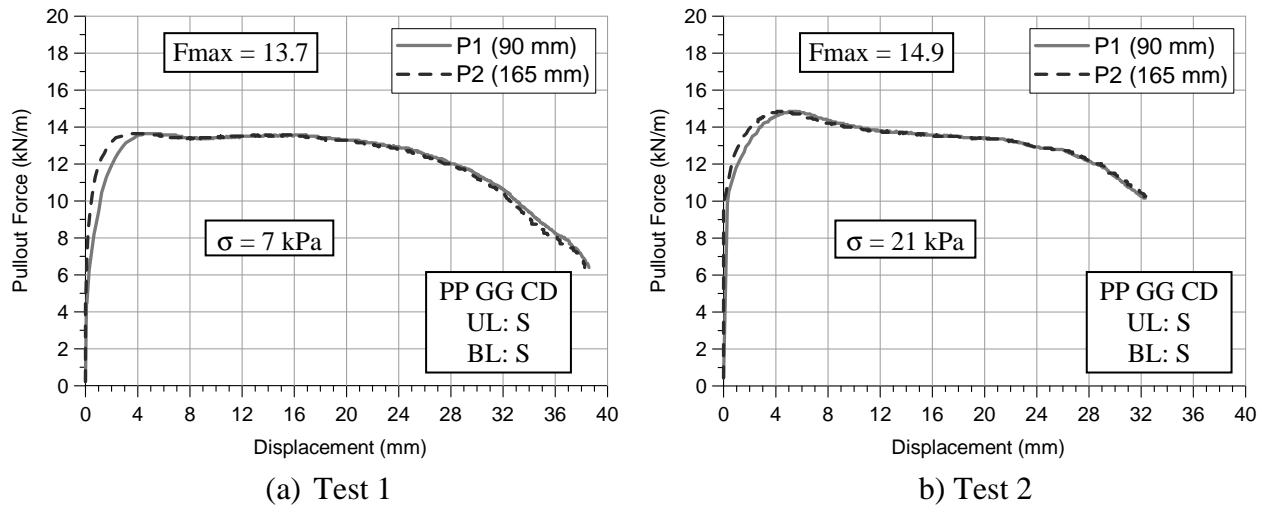 20
18
16
14
12
10
8
6
4
2
0
Pullout Force (kN/m)
Fmax = 13.7
P1 (90 mm)
P2 (165 mm)
σ = 7 kPa
PP GG CD
UL: S
BL: S
0 4 8 12 16 20 24 28 32 36 40
Displacement (mm)
(a) Test 1
20
18
16
14
12
10
8
6
4
2
0
Pullout Force (kN/m)
Fmax = 14.9
P1 (90 mm)
P2 (165 mm)
σ = 21 kPa
PP GG CD
UL: S
BL: S
0 4 8 12 16 20 24 28 32 36 40
Displacement (mm)
b) Test 2